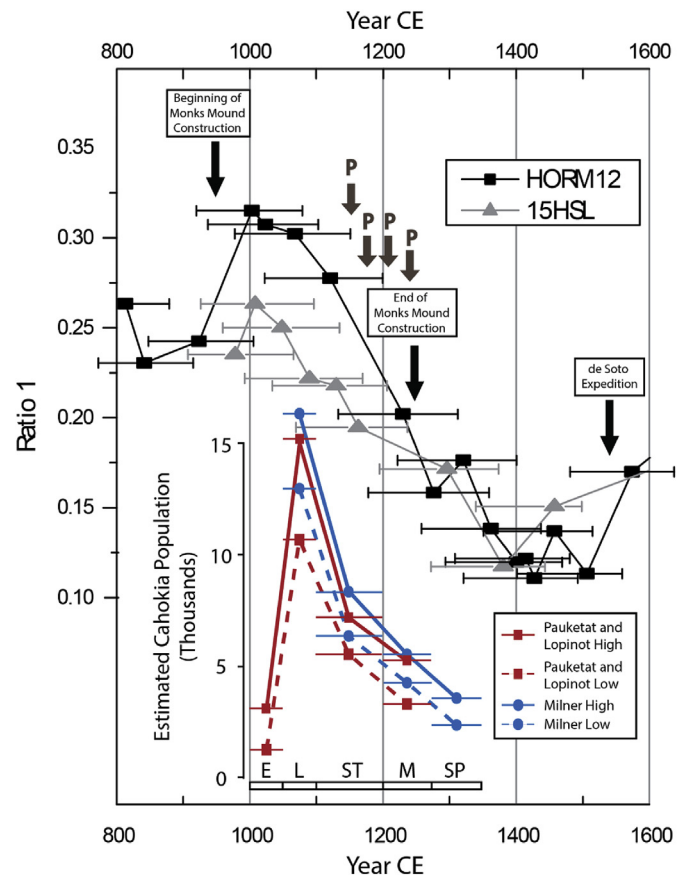 Year CE
800 1000 1200 1400 1600
Beginning of
Monks Mound
Construction
0.35
P
HORM12
15HSL
P P P
0.30
End of
Monks Mound
Construction
0.25
de Soto
Expedition
Ratio 1
0.20
15
0.15
Estimated Cahokia Population
(Thousands)
10
0.10
Pauketat and
Lopinot High
Pauketat and
Lopinot Low
Milner High
Milner Low
5
E L ST M SP
0
800 1000 1200 1400 1600
Year CE